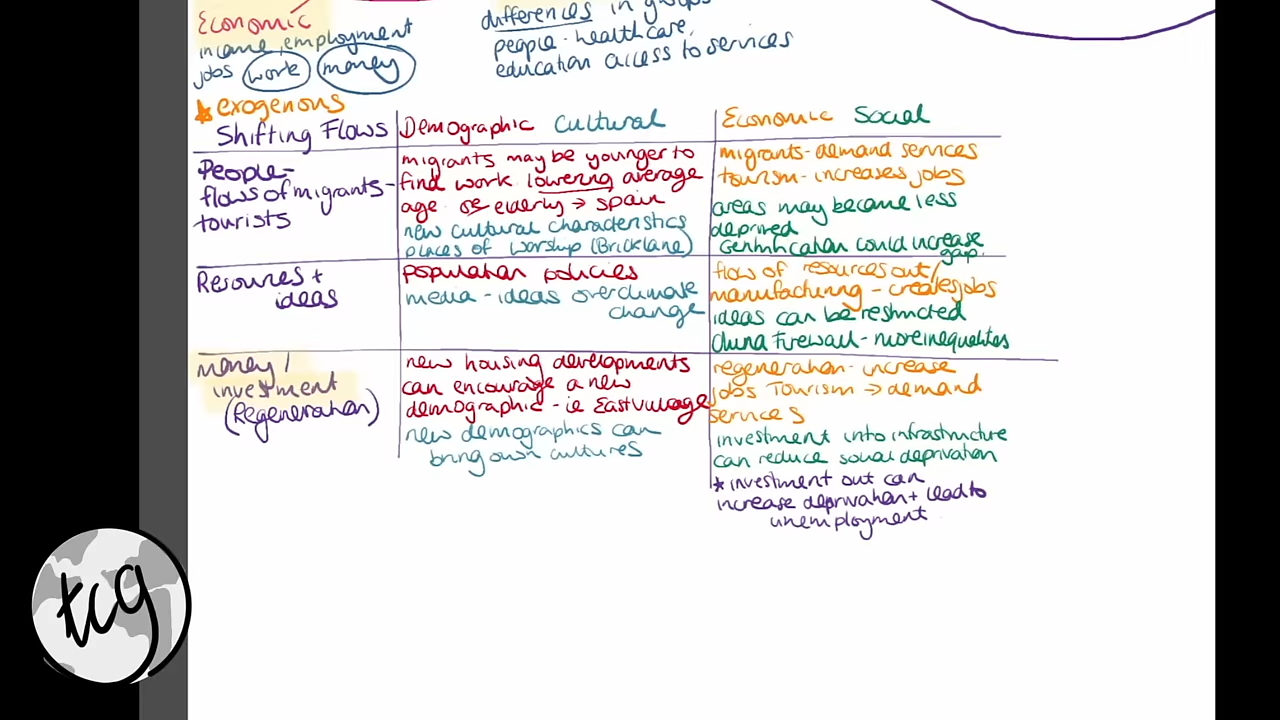 Economic
income, employment
jobs work money
differences in groups
people - healthcare,
education access to services
★ exogenous
Shifting Flows
Demographic Cultural
Economic Social
People-
flows of migrants -
tourists
migrants may be younger to
find work lowering average
age or elderly → spain
new cultural characteristics
places of worship (Bricklane)
migrants - demand services
tourism - increases jobs
areas may become less
deprived
Gentrification could increase
gap.
Resources +
ideas
population policies
media - ideas over climate
change
flow of resources out/
manufacturing - creates jobs
ideas can be restricted
China Firewall - more inequalites
money /
investment
(Regeneration)
new housing developments
can encourage a new
demographic - ie East village
new demographics can
bring own cultures
regeneration - increase
jobs Tourism → demand
services
investment into infrastructure
can reduce social deprivation
* investment out can
increase deprivation + lead to
unemployment
tcg